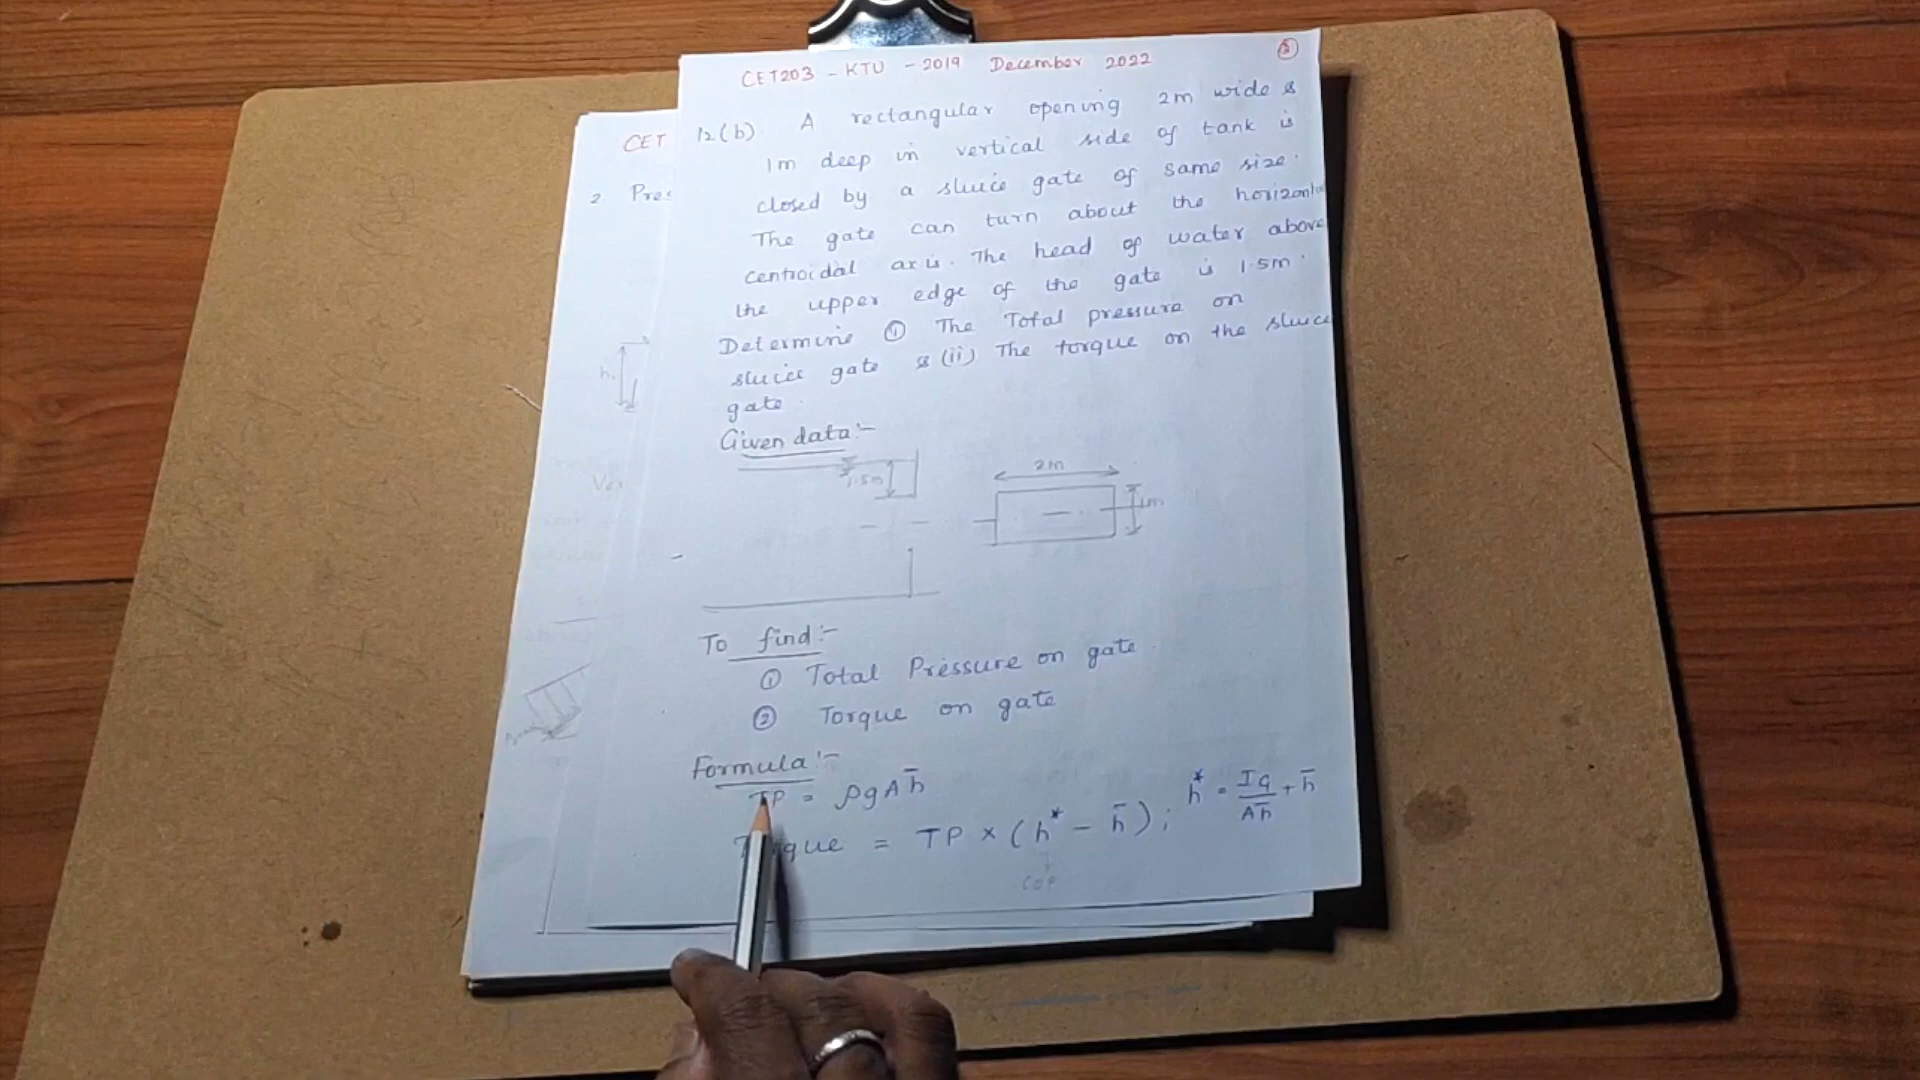 CET203 - KTU - 2019 December 2022
12(b) A rectangular opening 2m wide &
1m deep in vertical side of tank is
closed by a sluice gate of same size.
The gate can turn about the horizontal
centroidal axis. The head of water above
the upper edge of the gate is 1.5m.
Determine ① The Total pressure on
sluice gate & (ii) The torque on the sluice
gate.
Given data:-
1.5m
2m
1m
To find:-
① Total Pressure on gate.
② Torque on gate
Formula:-
TP = ρgAh̄
Torque = TP × (h* - h̄); h* = IG/Ah̄ + h̄
COP
CET
2
h.